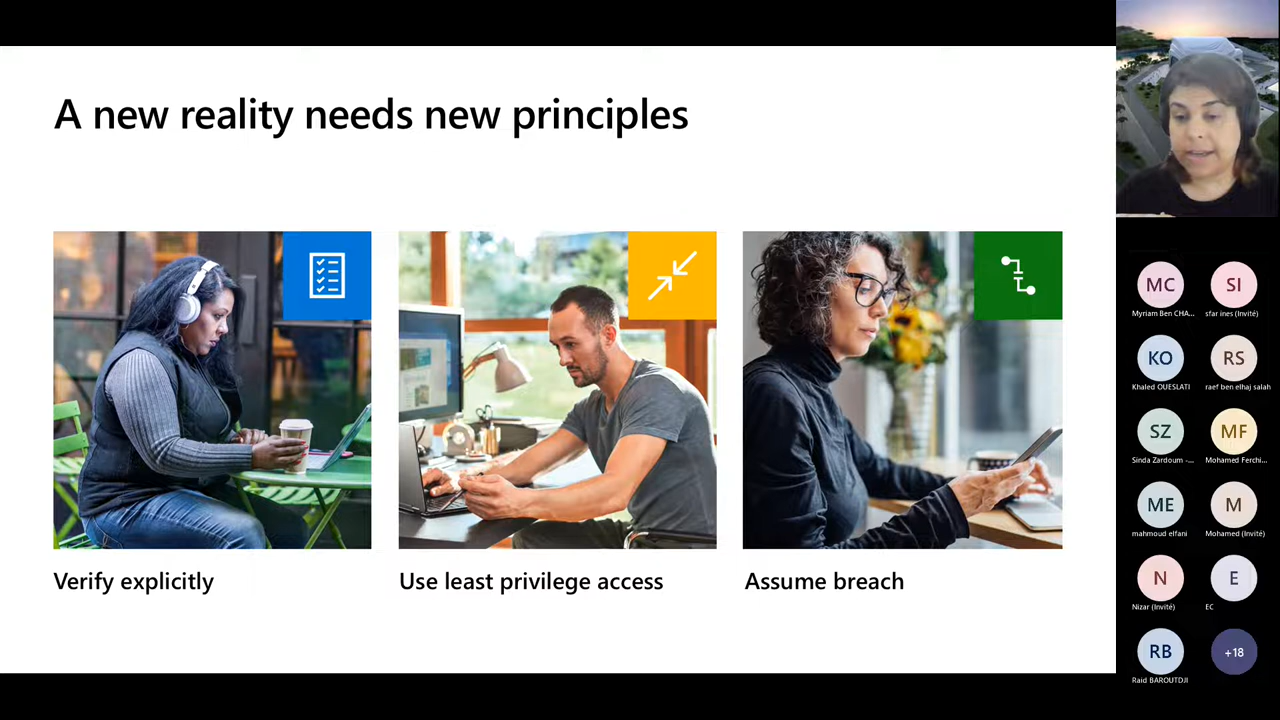 A new reality needs new principles
Verify explicitly
Use least privilege access
Assume breach
MC
SI
Myriam Ben CHA...
sfar ines (Invité)
KO
RS
Khaled OUESLATI
raef ben elhaj salah
SZ
MF
Sinda Zardoum -...
Mohamed Ferchi...
ME
M
mahmoud elfani
Mohamed (Invité)
N
E
Nizar (Invité)
EC
RB
+18
Raid BAROUTDJI